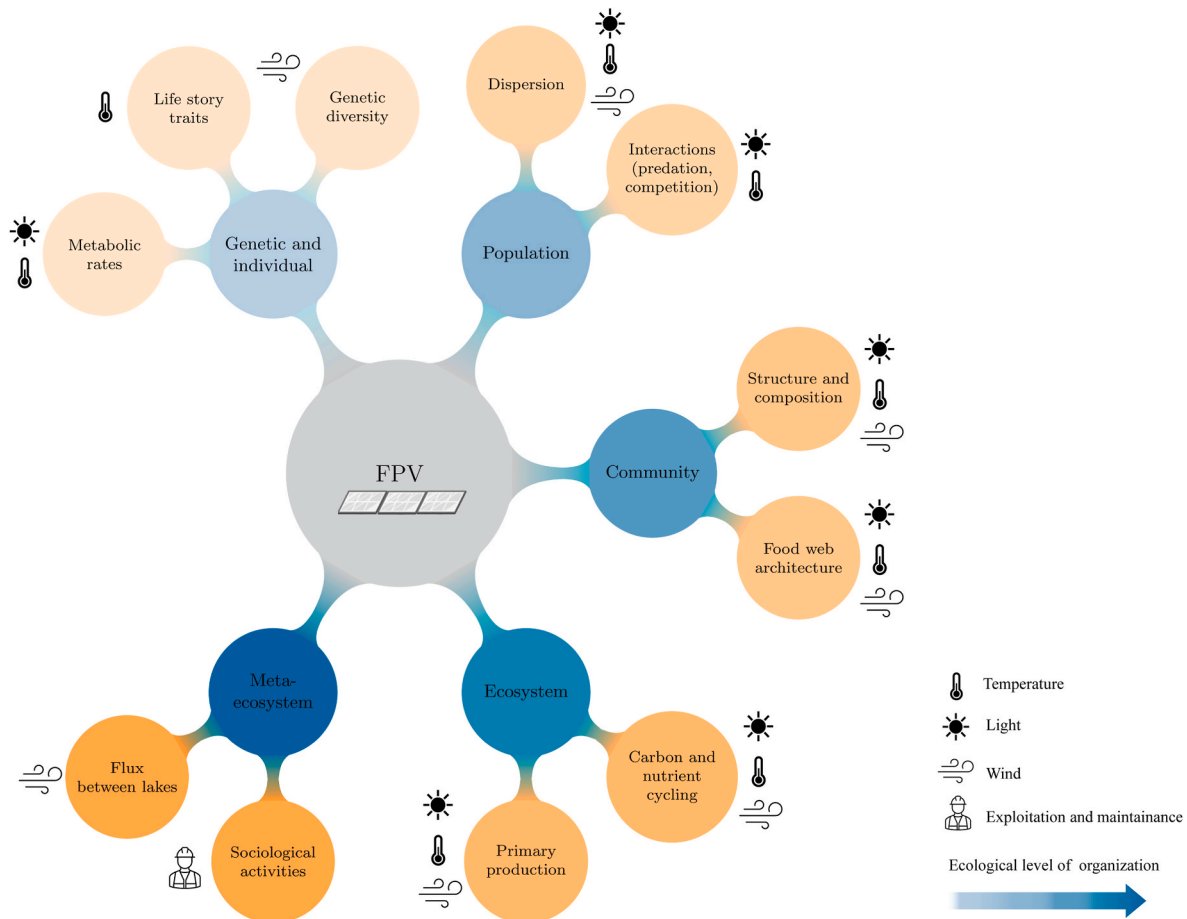 Life story
traits
Genetic
diversity
Dispersion
Interactions
(predation,
competition)
Metabolic
rates
Genetic and
individual
Population
Structure and
composition
FPV
Community
Food web
architecture
Meta-
ecosystem
Ecosystem
Flux
between lakes
Carbon and
nutrient
cycling
Sociological
activities
Primary
production
Temperature
Light
Wind
Exploitation and maintainance
Ecological level of organization